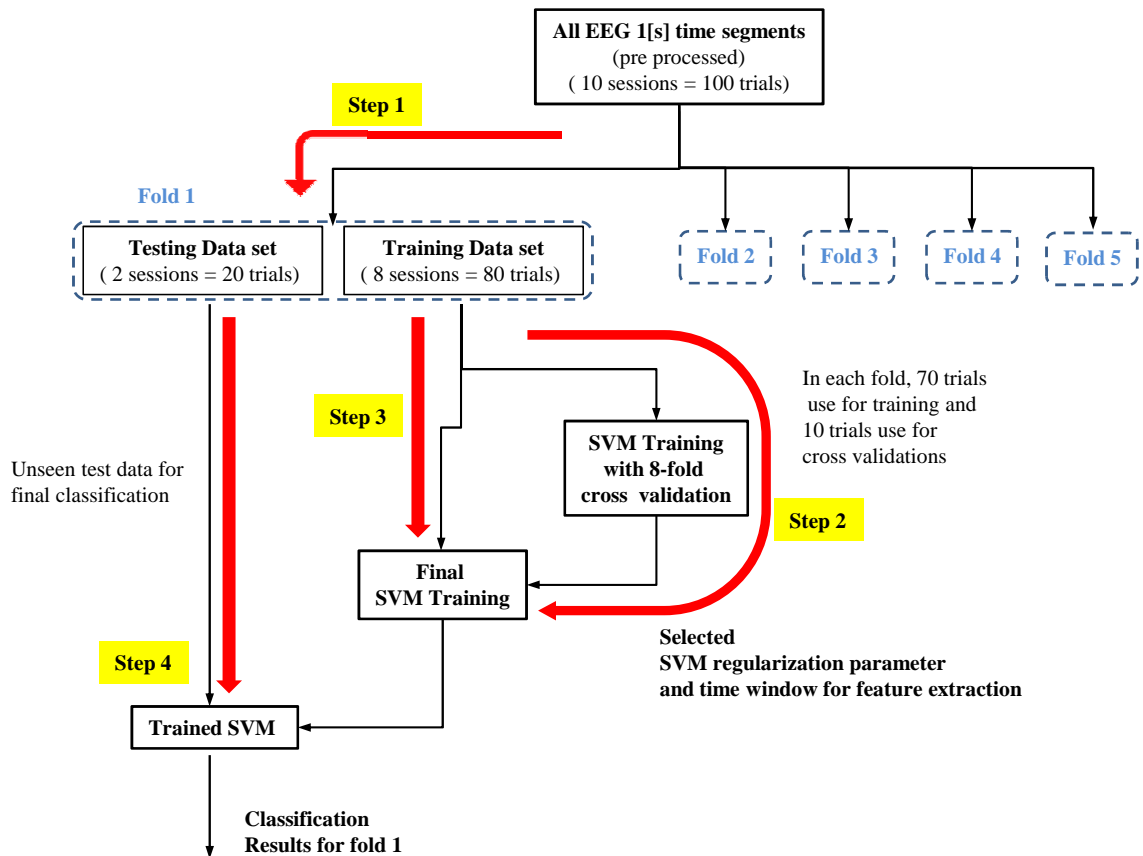 All EEG 1[s] time segments
(pre processed)
( 10 sessions = 100 trials)
Step 1
Fold 1
Testing Data set
( 2 sessions = 20 trials)
Training Data set
( 8 sessions = 80 trials)
Fold 2
Fold 3
Fold 4
Fold 5
In each fold, 70 trials
use for training and
10 trials use for
cross validations
Step 3
SVM Training
with 8-fold
cross validation
Unseen test data for
final classification
Step 2
Final
SVM Training
Selected
SVM regularization parameter
and time window for feature extraction
Step 4
Trained SVM
Classification
Results for fold 1